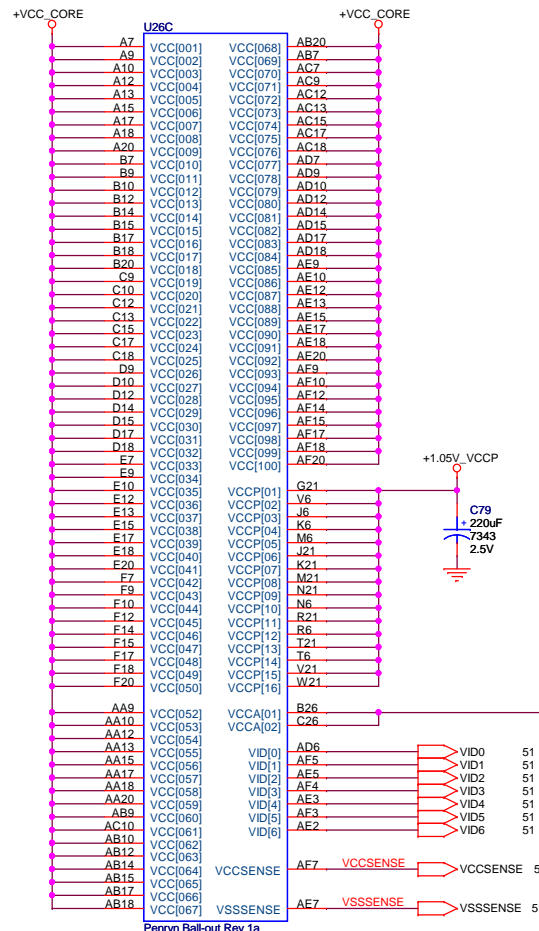 +VCC_CORE +VCC_CORE
U26C
A7 VCC[001] VCC[068] AB20
A9 VCC[002] VCC[069] AB7
A10 VCC[003] VCC[070] AC7
A12 VCC[004] VCC[071] AC9
A13 VCC[005] VCC[072] AC12
A15 VCC[006] VCC[073] AC13
A17 VCC[007] VCC[074] AC15
A18 VCC[008] VCC[075] AC17
A20 VCC[009] VCC[076] AC18
B7 VCC[010] VCC[077] AD7
B9 VCC[011] VCC[078] AD9
B10 VCC[012] VCC[079] AD10
B12 VCC[013] VCC[080] AD12
B14 VCC[014] VCC[081] AD14
B15 VCC[015] VCC[082] AD15
B17 VCC[016] VCC[083] AD17
B18 VCC[017] VCC[084] AD18
B20 VCC[018] VCC[085] AE9
C9 VCC[019] VCC[086] AE10
C10 VCC[020] VCC[087] AE12
C12 VCC[021] VCC[088] AE13
C13 VCC[022] VCC[089] AE15
C15 VCC[023] VCC[090] AE17
C17 VCC[024] VCC[091] AE18
C18 VCC[025] VCC[092] AE20
D9 VCC[026] VCC[093] AF9
D10 VCC[027] VCC[094] AF10
D12 VCC[028] VCC[095] AF12
D14 VCC[029] VCC[096] AF14
D15 VCC[030] VCC[097] AF15
D17 VCC[031] VCC[098] AF17
D18 VCC[032] VCC[099] AF18
E7 VCC[033] VCC[100] AF20
+1.05V_VCCP
E9 VCC[034]
E10 VCC[035] VCCP[01] G21
E12 VCC[036] VCCP[02] V6
E13 VCC[037] VCCP[03] J6
E15 VCC[038] VCCP[04] K6
E17 VCC[039] VCCP[05] M6
E18 VCC[040] VCCP[06] J21
E20 VCC[041] VCCP[07] K21
F7 VCC[042] VCCP[08] M21
F9 VCC[043] VCCP[09] N21
F10 VCC[044] VCCP[10] N6
F12 VCC[045] VCCP[11] R21
F14 VCC[046] VCCP[12] R6
F15 VCC[047] VCCP[13] T21
F17 VCC[048] VCCP[14] T6
F18 VCC[049] VCCP[15] V21
F20 VCC[050] VCCP[16] W21
C79
+ 220uF
7343
2.5V
AA9 VCC[052] VCCA[01] B26
AA10 VCC[053] VCCA[02] C26
AA12 VCC[054]
AA13 VCC[055] VID[0] AD6 VID0 51
AA15 VCC[056] VID[1] AF5 VID1 51
AA17 VCC[057] VID[2] AE5 VID2 51
AA18 VCC[058] VID[3] AF4 VID3 51
AA20 VCC[059] VID[4] AE3 VID4 51
AB9 VCC[060] VID[5] AF3 VID5 51
AC10 VCC[061] VID[6] AE2 VID6 51
AB10 VCC[062]
AB12 VCC[063]
AB14 VCC[064] VCCSENSE AF7 VCCSENSE VCCSENSE 5
AB15 VCC[065]
AB17 VCC[066]
AB18 VCC[067] VSSSENSE AE7 VSSSENSE VSSSENSE 5
Penryn Ball-out Rev 1a